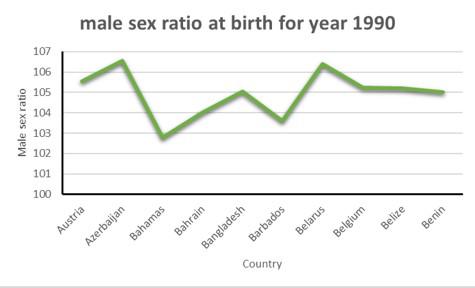 male sex ratio at birth for year 1990
107
106
105
104
103
102
101
100
Male sex ratio
Austria
Azerbaijan
Bahamas
Bahrain
Bangladesh
Barbados
Belarus
Belgium
Belize
Benin
Country